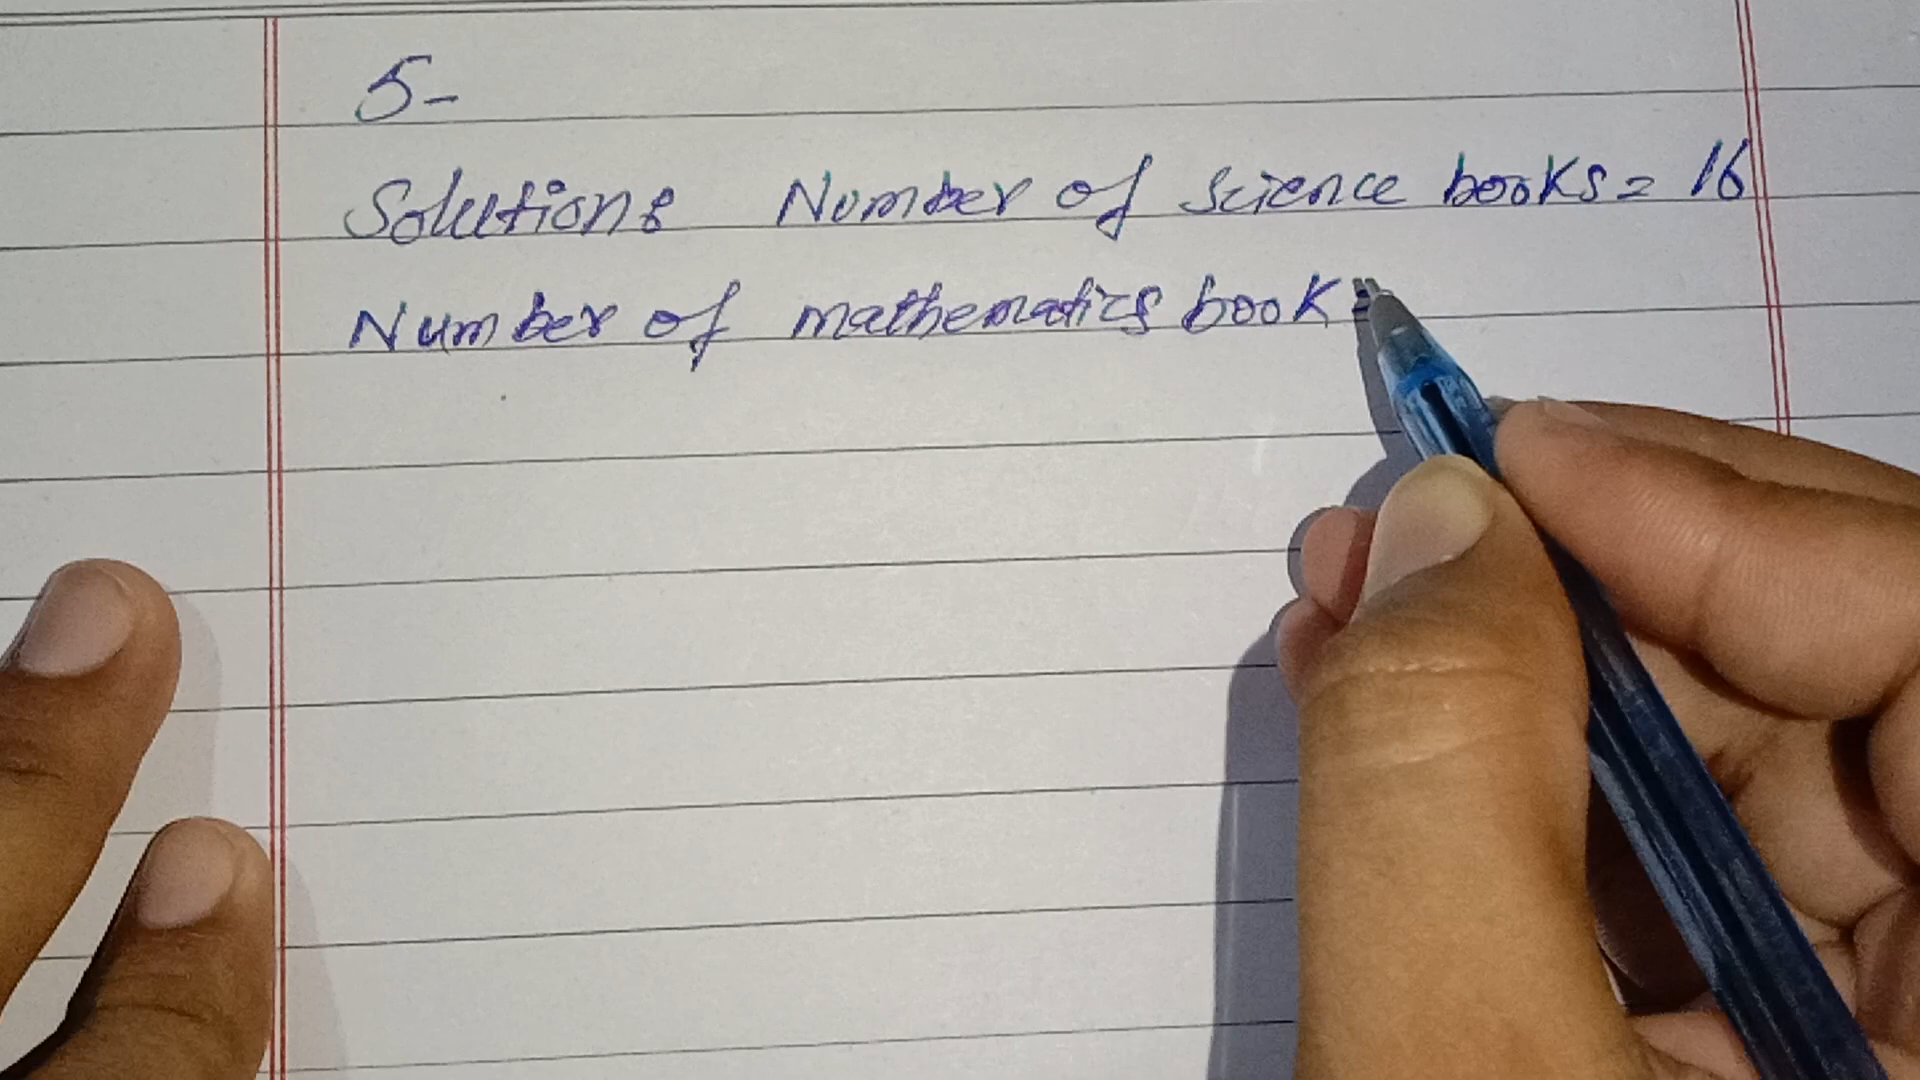 5-
Solution: Number of science books = 16
Number of mathematics book